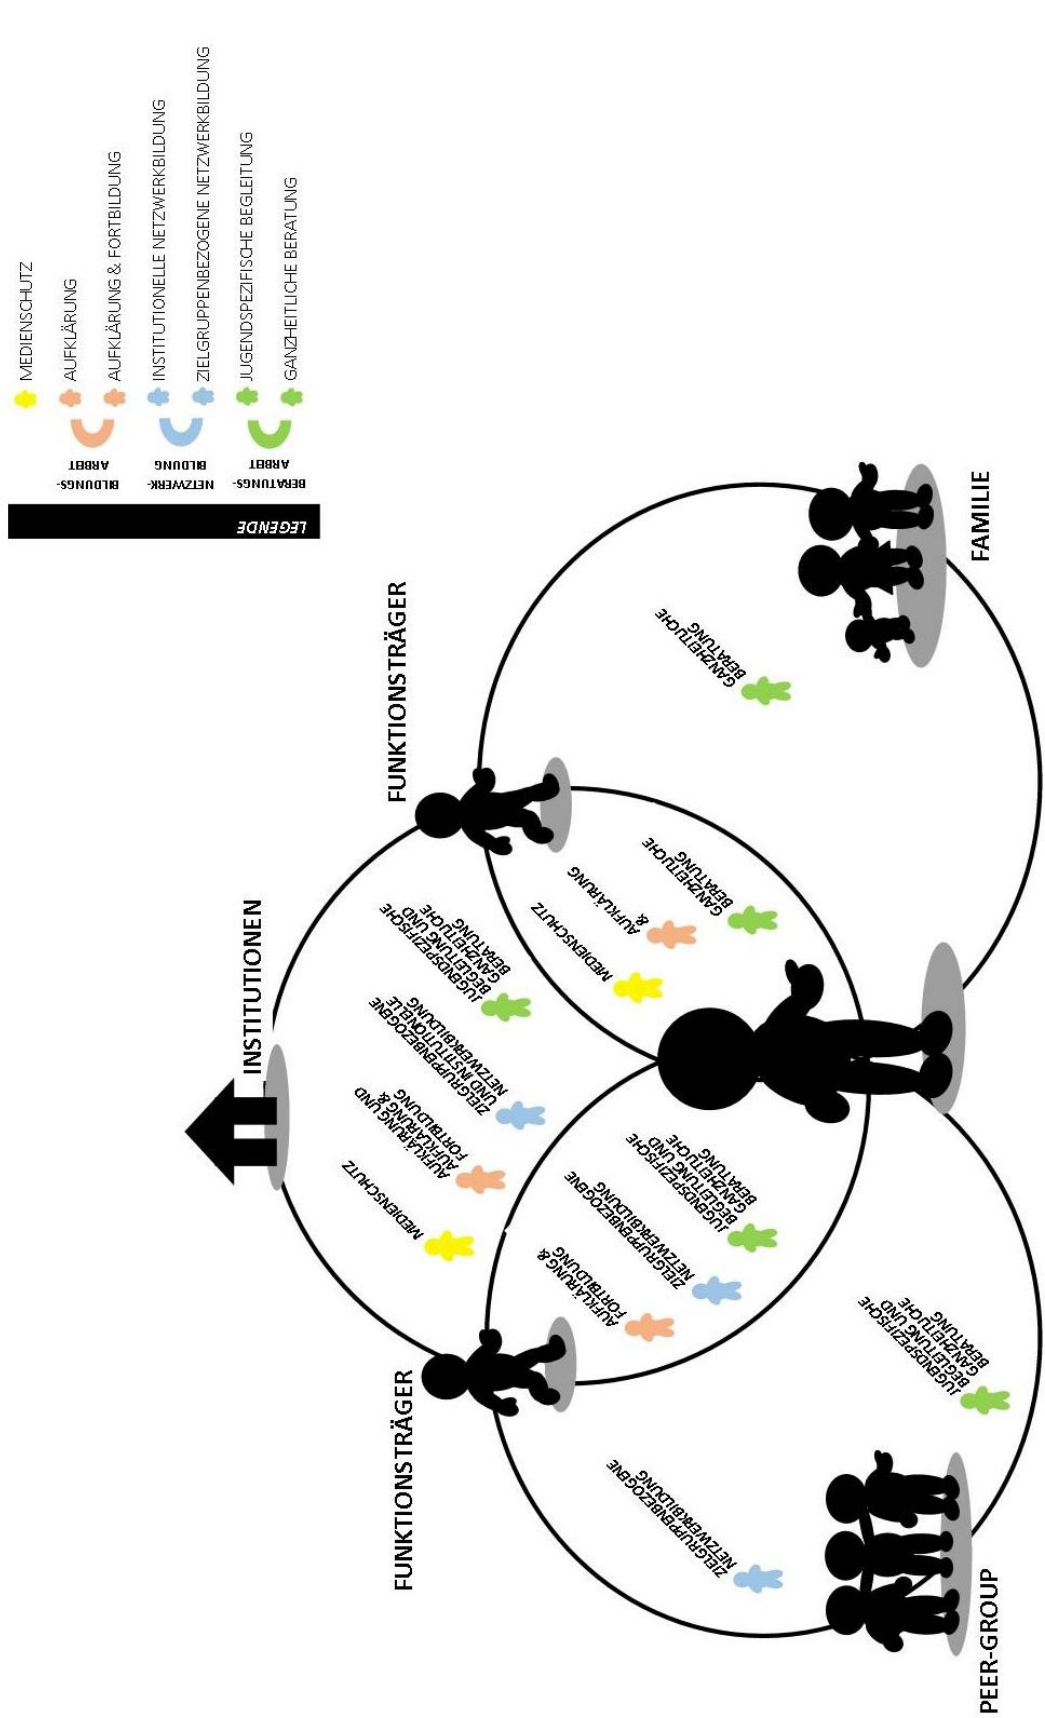 LEGENDE
MEDIENSCHUTZ
BILDUNGS-
ARBEIT
AUFKLÄRUNG
AUFKLÄRUNG & FORTBILDUNG
NETZWERK-
BILDUNG
INSTITUTIONELLE NETZWERKBILDUNG
ZIELGRUPPENBEZOGENE NETZWERKBILDUNG
BERATUNGS-
ARBEIT
JUGENDSPEZIFISCHE BEGLEITUNG
GANZHEITLICHE BERATUNG
INSTITUTIONEN
MEDIENSCHUTZ
AUFKLÄRUNG UND
AUFKLÄRUNG &
FORTBILDUNG
ZIELGRUPPENBEZOGENE
UND INSTITUTIONELLE
NETZWERKBILDUNG
JUGENDSPEZIFISCHE
BEGLEITUNG UND
GANZHEITLICHE
BERATUNG
FUNKTIONSTRÄGER
FUNKTIONSTRÄGER
AUFKLÄRUNG &
FORTBILDUNG
ZIELGRUPPENBEZOGENE
NETZWERKBILDUNG
JUGENDSPEZIFISCHE
BEGLEITUNG UND
GANZHEITLICHE
BERATUNG
MEDIENSCHUTZ
&
AUFKLÄRUNG
GANZHEITLICHE
BERATUNG
ZIELGRUPPENBEZOGENE
NETZWERKBILDUNG
JUGENDSPEZIFISCHE
BEGLEITUNG UND
GANZHEITLICHE
BERATUNG
GANZHEITLICHE
BERATUNG
PEER-GROUP
FAMILIE